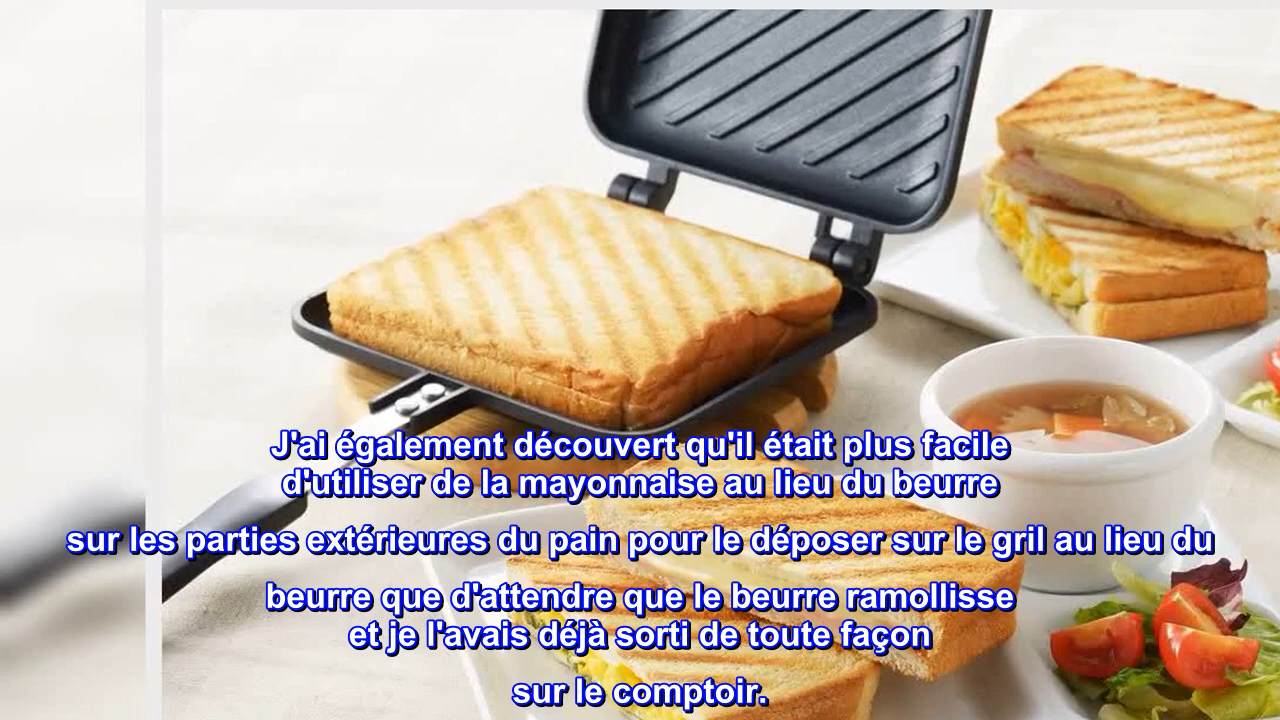 J'ai également découvert qu'il était plus facile
d'utiliser de la mayonnaise au lieu du beurre
sur les parties extérieures du pain pour le déposer sur le gril au lieu du
beurre que d'attendre que le beurre ramollisse
et je l'avais déjà sorti de toute façon
sur le comptoir.